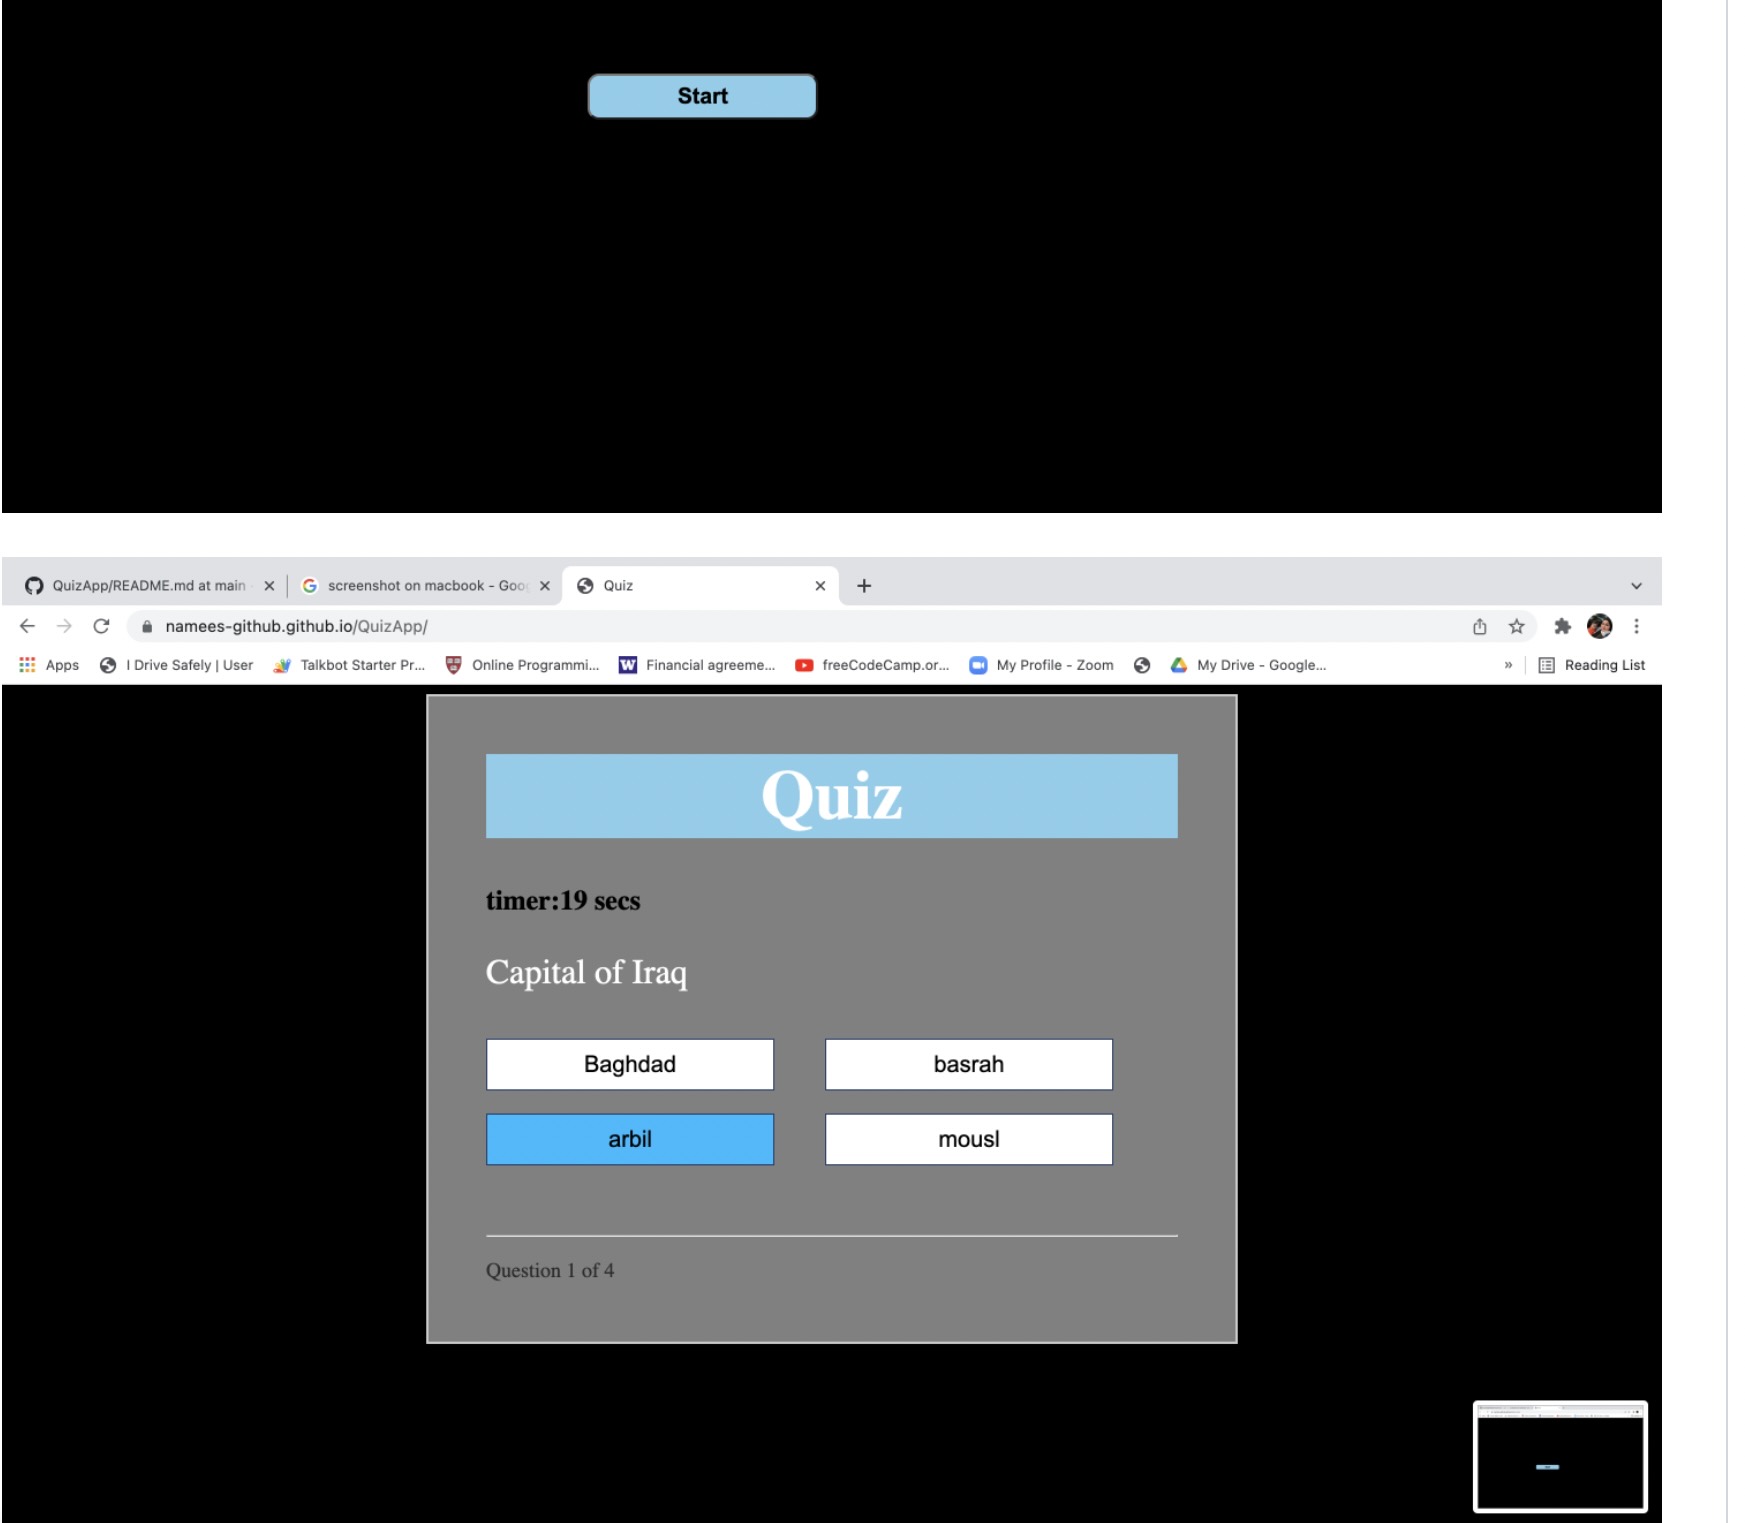 Start
QuizApp/README.md at main
screenshot on macbook - Goo
Quiz
namees-github.github.io/QuizApp/
Apps
I Drive Safely | User
Talkbot Starter Pr...
Online Programmi...
W
Financial agreeme...
freeCodeCamp.or...
My Profile - Zoom
My Drive - Google...
»
Reading List
Quiz
timer:19 secs
Capital of Iraq
Baghdad
basrah
arbil
mousl
Question 1 of 4